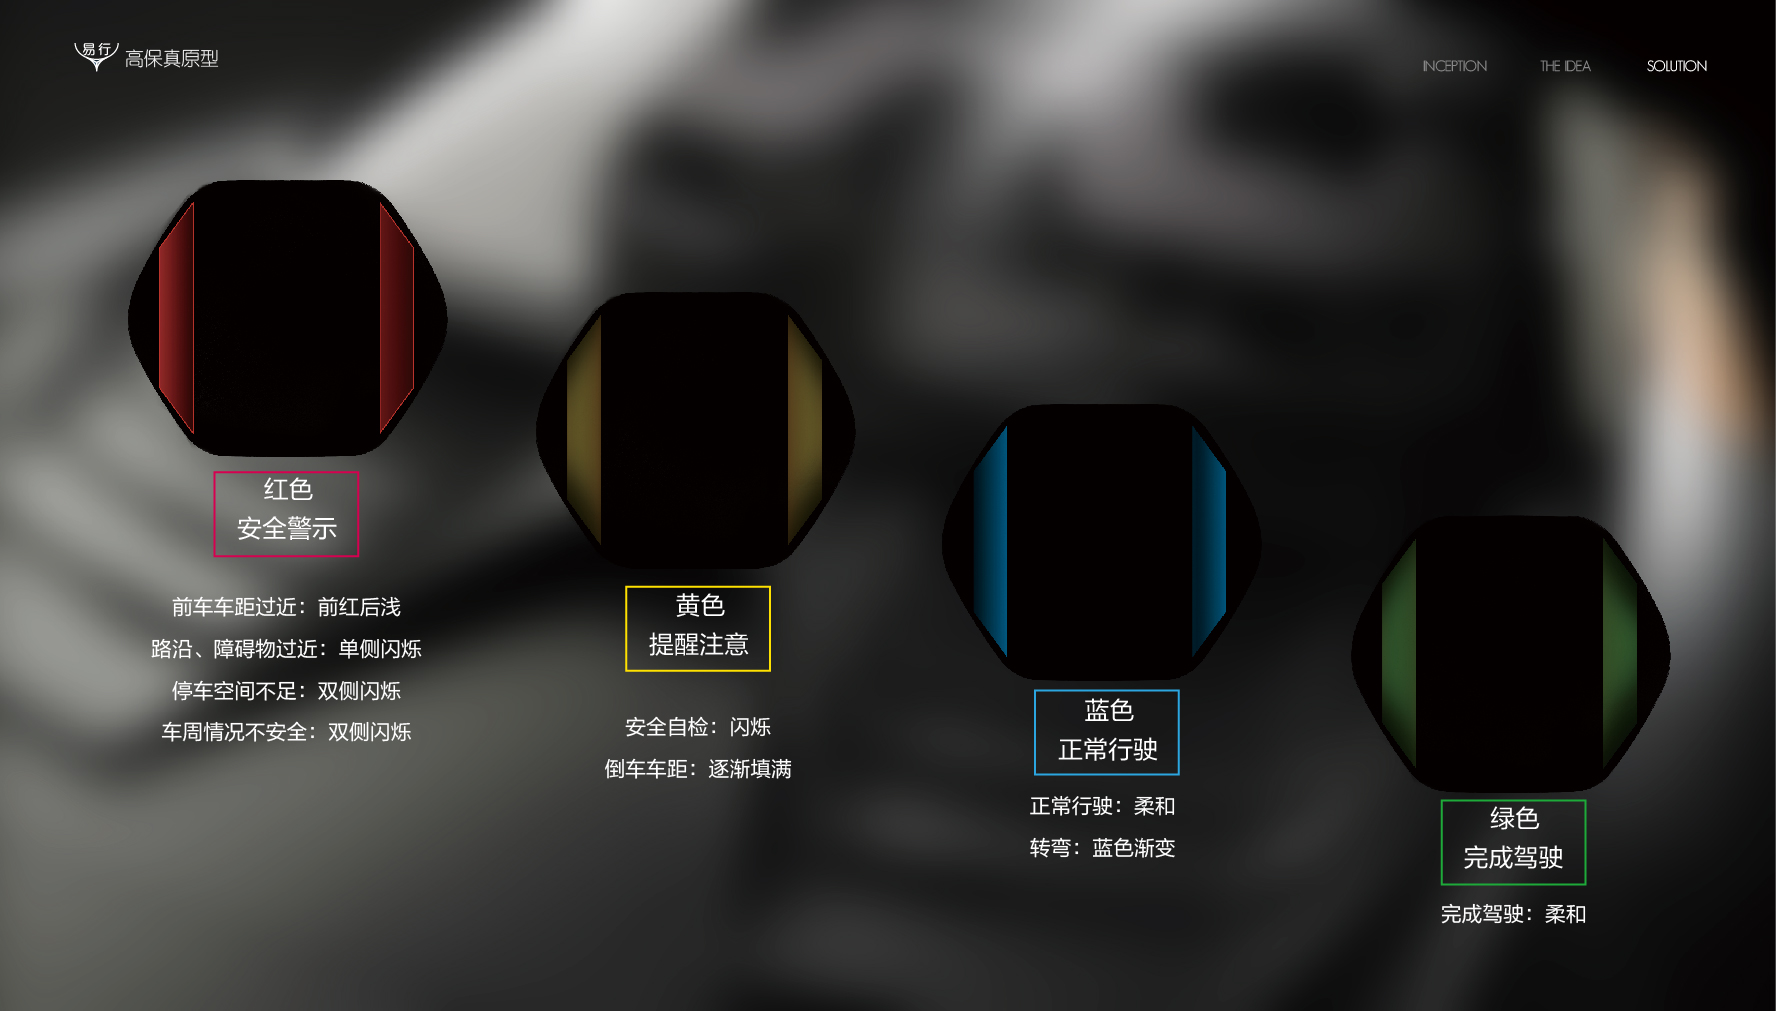 易行
高保真原型
INCEPTION
THE IDEA
SOLUTION
红色
安全警示
前车车距过近：前红后浅
路沿、障碍物过近：单侧闪烁
停车空间不足：双侧闪烁
车周情况不安全：双侧闪烁
黄色
提醒注意
安全自检：闪烁
倒车车距：逐渐填满
蓝色
正常行驶
正常行驶：柔和
转弯：蓝色渐变
绿色
完成驾驶
完成驾驶：柔和